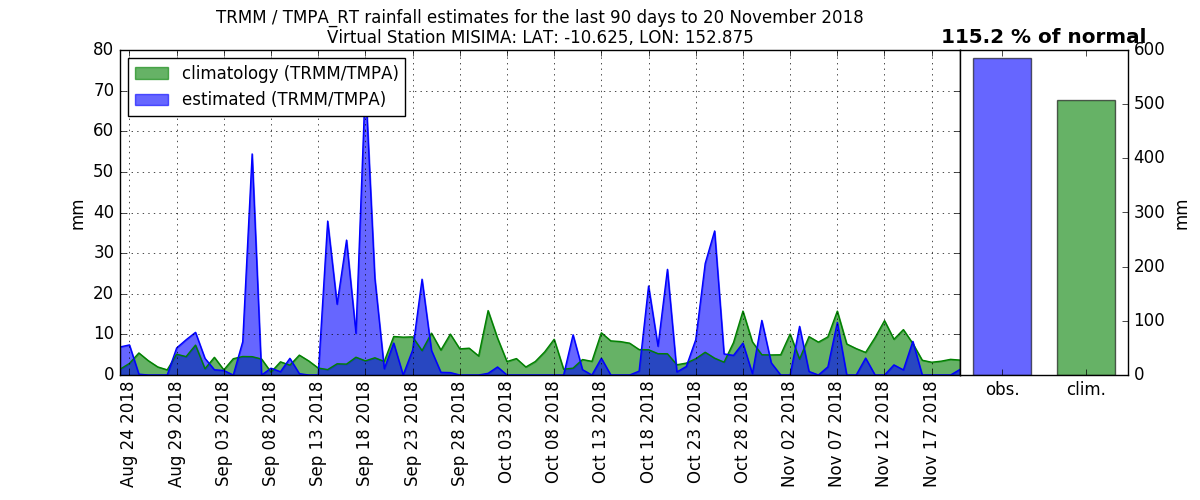 TRMM / TMPA_RT rainfall estimates for the last 90 days to 20 November 2018
Virtual Station MISIMA: LAT: -10.625, LON: 152.875
115.2 % of normal
climatology (TRMM/TMPA)
estimated (TRMM/TMPA)
80
70
60
50
40
30
20
10
0
mm
600
500
400
300
200
100
0
mm
obs. clim.
Aug 24 2018
Aug 29 2018
Sep 03 2018
Sep 08 2018
Sep 13 2018
Sep 18 2018
Sep 23 2018
Sep 28 2018
Oct 03 2018
Oct 08 2018
Oct 13 2018
Oct 18 2018
Oct 23 2018
Oct 28 2018
Nov 02 2018
Nov 07 2018
Nov 12 2018
Nov 17 2018